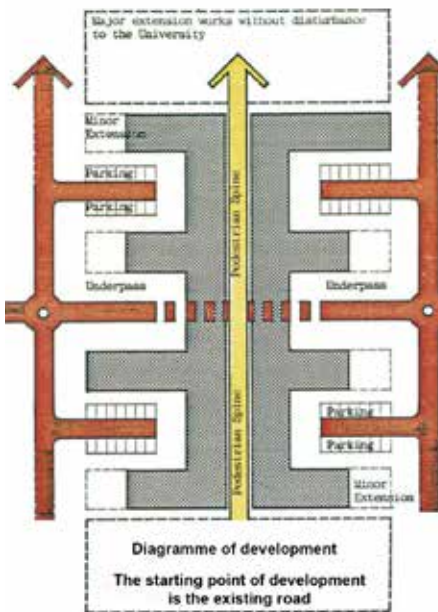 Major extension works without disturbance
to the University
Minor
Extension
Parking
Parking
Pedestrian Spine
Underpass
Underpass
Pedestrian Spine
Parking
Parking
Minor
Extension
Diagramme of development
The starting point of development
is the existing road